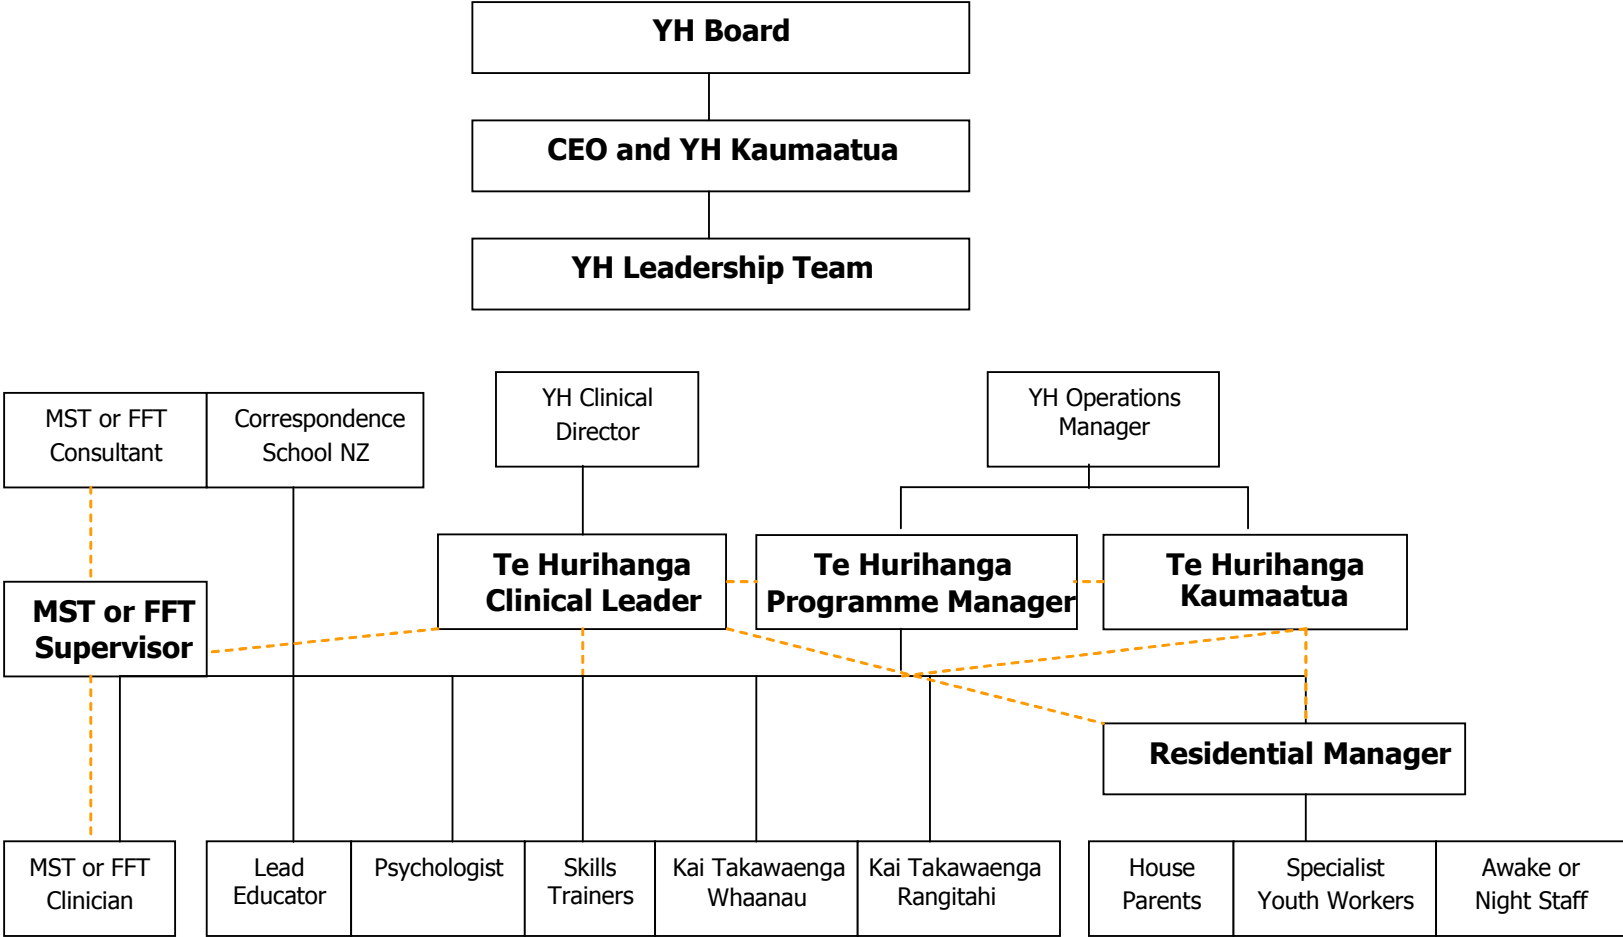 YH Board
CEO and YH Kaumaatua
YH Leadership Team
MST or FFT
Consultant
Correspondence
School NZ
YH Clinical
Director
YH Operations
Manager
Te Hurihanga
Clinical Leader
Te Hurihanga
Programme Manager
Te Hurihanga
Kaumaatua
MST or FFT
Supervisor
Residential Manager
MST or FFT
Clinician
Lead
Educator
Psychologist
Skills
Trainers
Kai Takawaenga
Whaanau
Kai Takawaenga
Rangitahi
House
Parents
Specialist
Youth Workers
Awake or
Night Staff